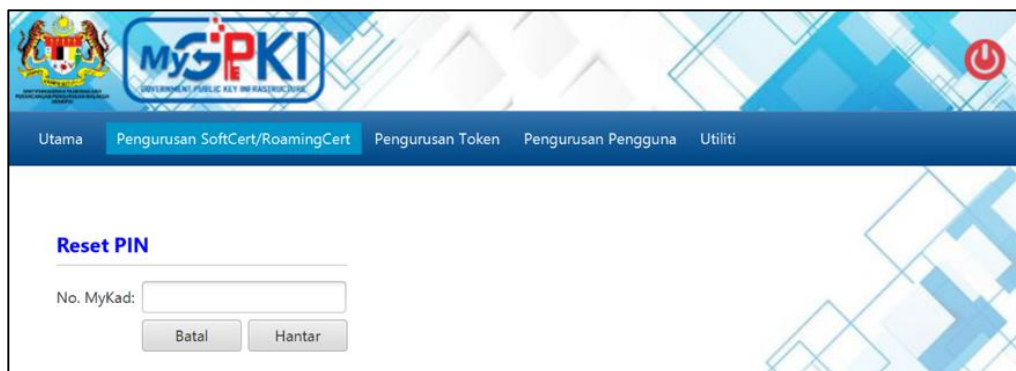 MyGPKI
GOVERNMENT PUBLIC KEY INFRASTRUCTURE
Utama Pengurusan SoftCert/RoamingCert Pengurusan Token Pengurusan Pengguna Utiliti
Reset PIN
No. MyKad:
Batal Hantar